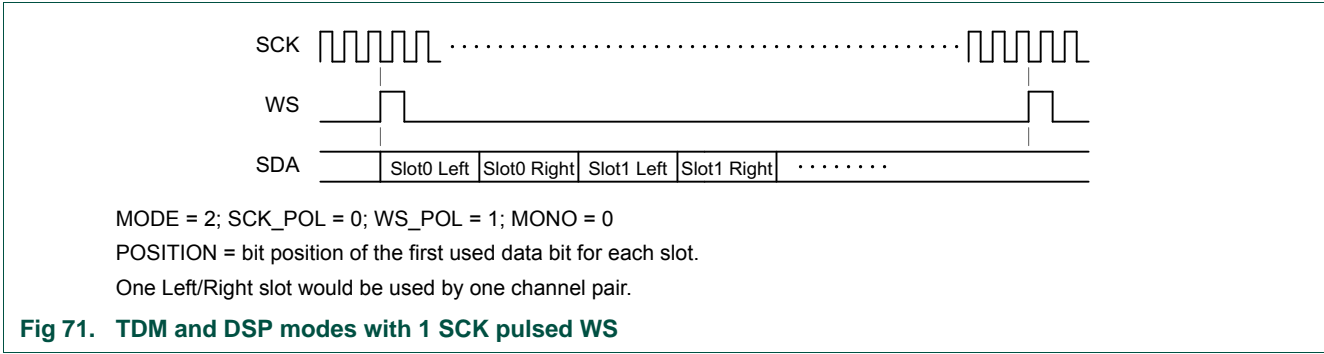 SCK
WS
SDA Slot0 Left Slot0 Right Slot1 Left Slot1 Right
MODE = 2; SCK_POL = 0; WS_POL = 1; MONO = 0
POSITION = bit position of the first used data bit for each slot.
One Left/Right slot would be used by one channel pair.
Fig 71. TDM and DSP modes with 1 SCK pulsed WS